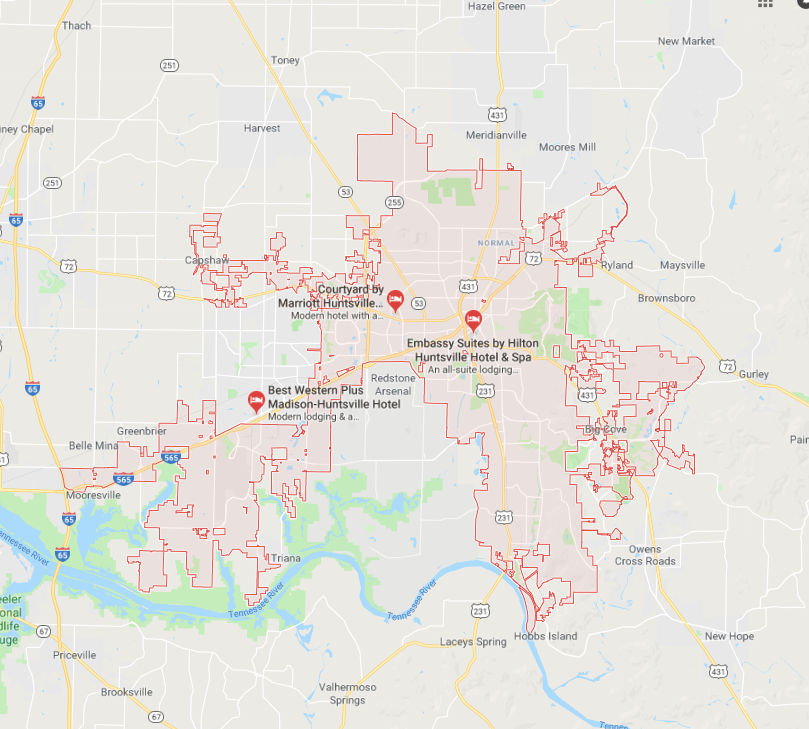 Hazel Green
Thach
New Market
251
Toney
65
431
iney Chapel
Harvest
Meridianville
Moores Mill
251
53
255
65
NORMAL
Capshaw
72
72
Ryland
Maysville
72
431
Brownsboro
Courtyard by
Marriott Huntsville...
Modern hotel with a...
53
Embassy Suites by Hilton
Huntsville Hotel & Spa
An all-suite lodging...
72
Gurley
Redstone
Arsenal
65
231
431
Best Western Plus
Madison-Huntsville Hotel
Modern lodging & a...
Greenbrier
Big Cove
Belle Mina
Pain
31
565
565
Mooresville
65
231
Tennessee River
65
Triana
Owens
Cross Roads
Tennessee River
Tennessee River
eeler
onal
dlife
uge
231
67
Laceys Spring
Hobbs Island
New Hope
Priceville
431
Brooksville
Valhermoso
Springs
67
Tennes